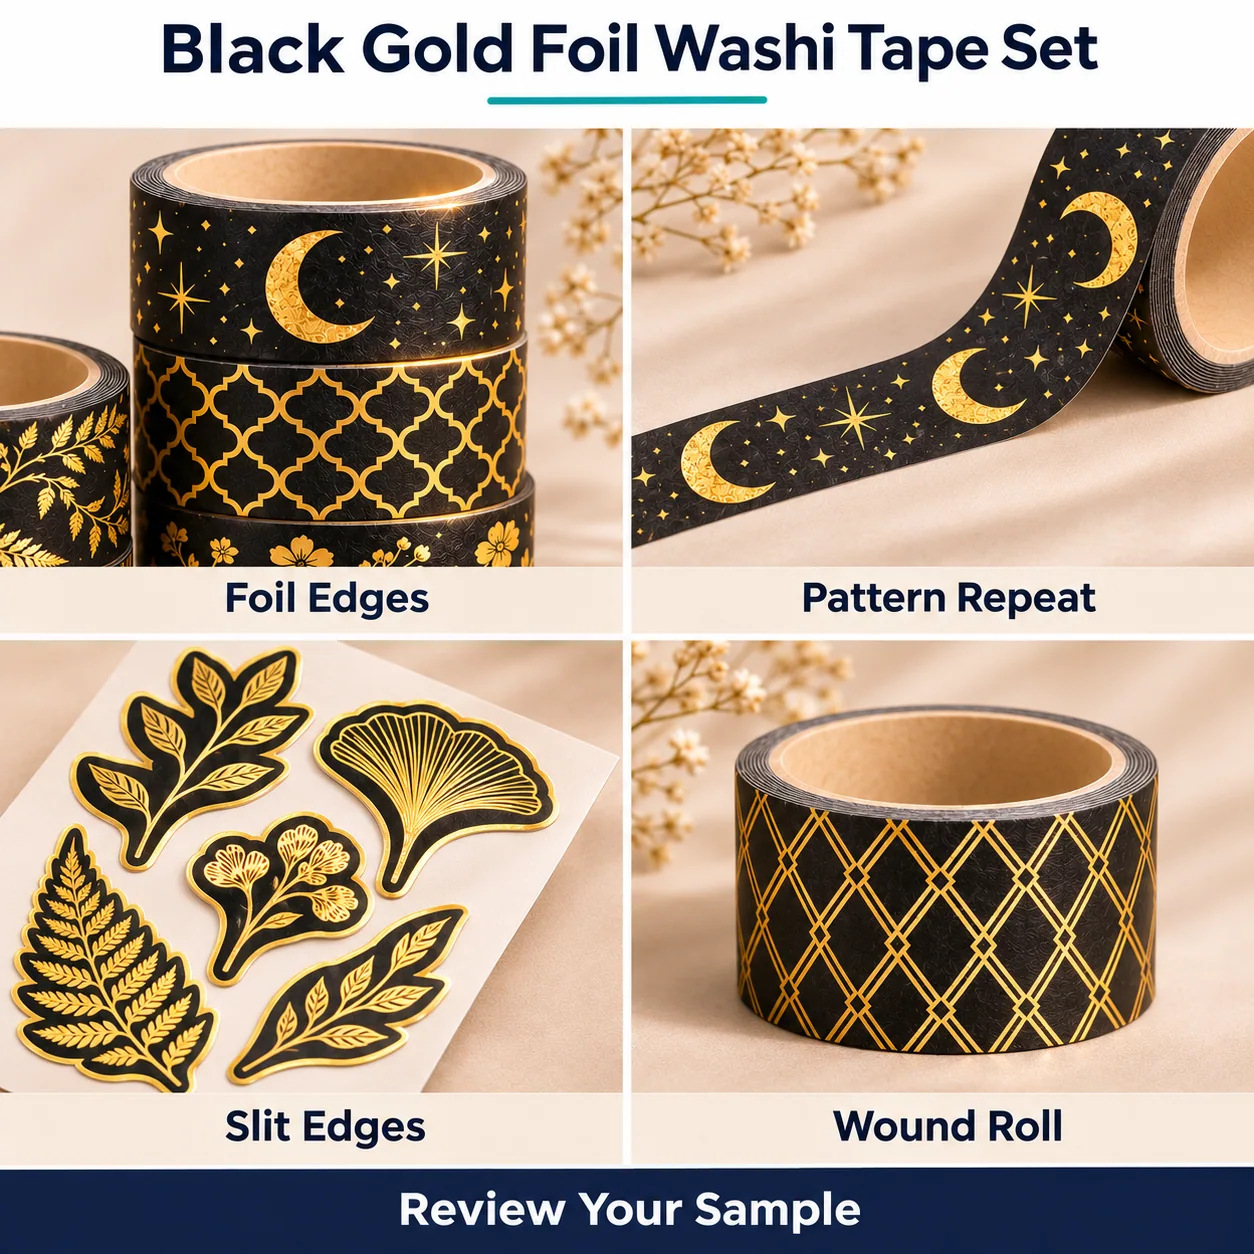 Black Gold Foil Washi Tape Set
Foil Edges
Pattern Repeat
Slit Edges
Wound Roll
Review Your Sample